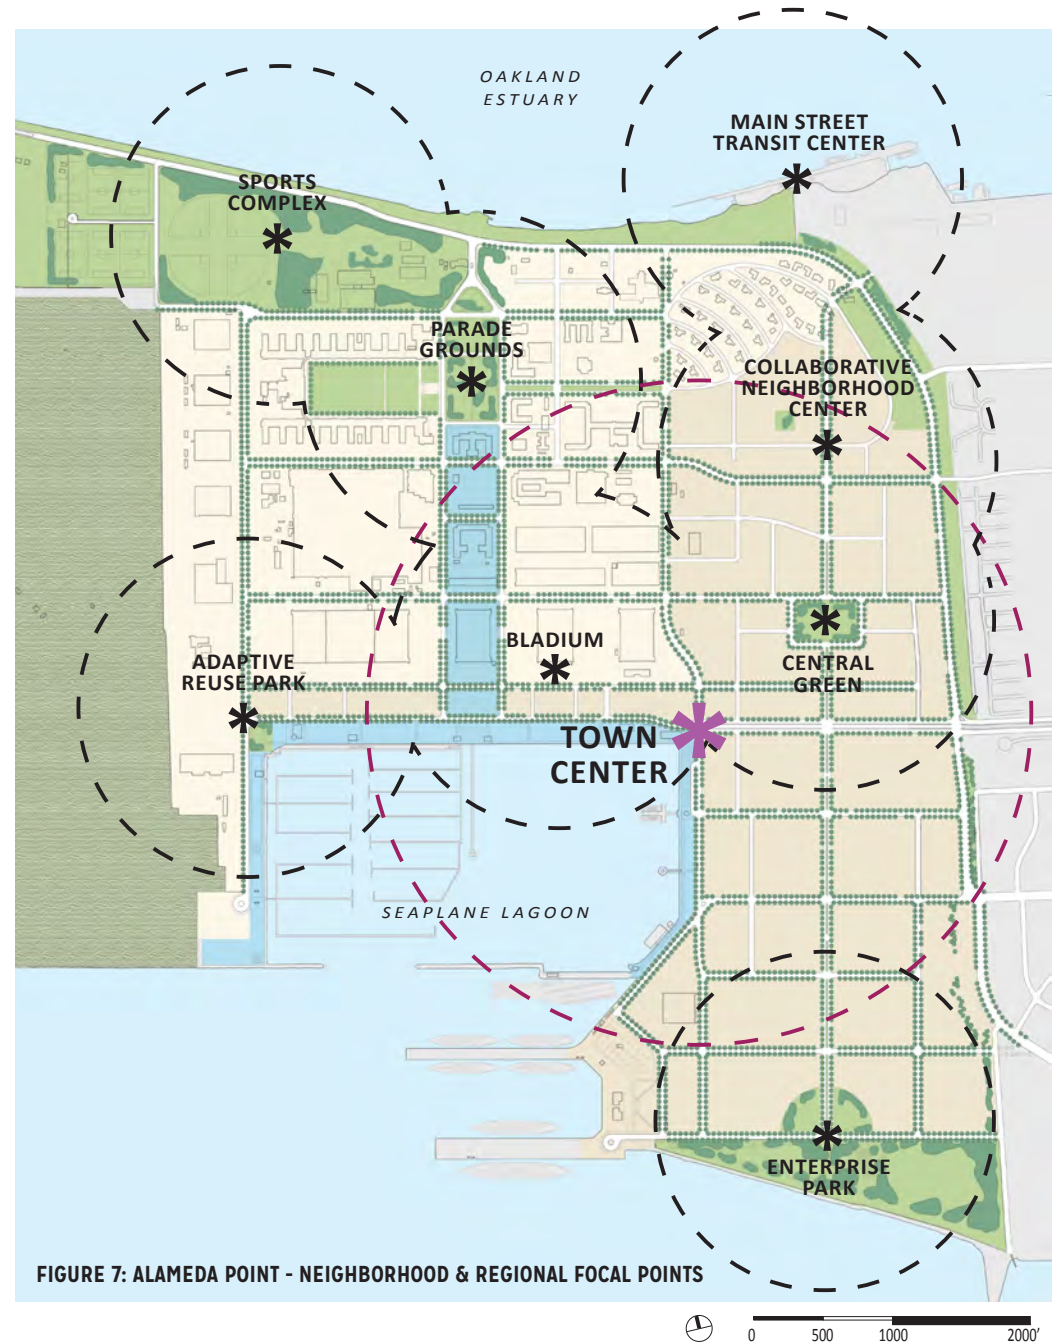 OAKLAND
ESTUARY
MAIN STREET
TRANSIT CENTER
SPORTS
COMPLEX
PARADE
GROUNDS
COLLABORATIVE
NEIGHBORHOOD
CENTER
BLADIUM
ADAPTIVE
REUSE PARK
CENTRAL
GREEN
TOWN
CENTER
SEAPLANE LAGOON
ENTERPRISE
PARK
FIGURE 7: ALAMEDA POINT - NEIGHBORHOOD & REGIONAL FOCAL POINTS
0 500 1000 2000'